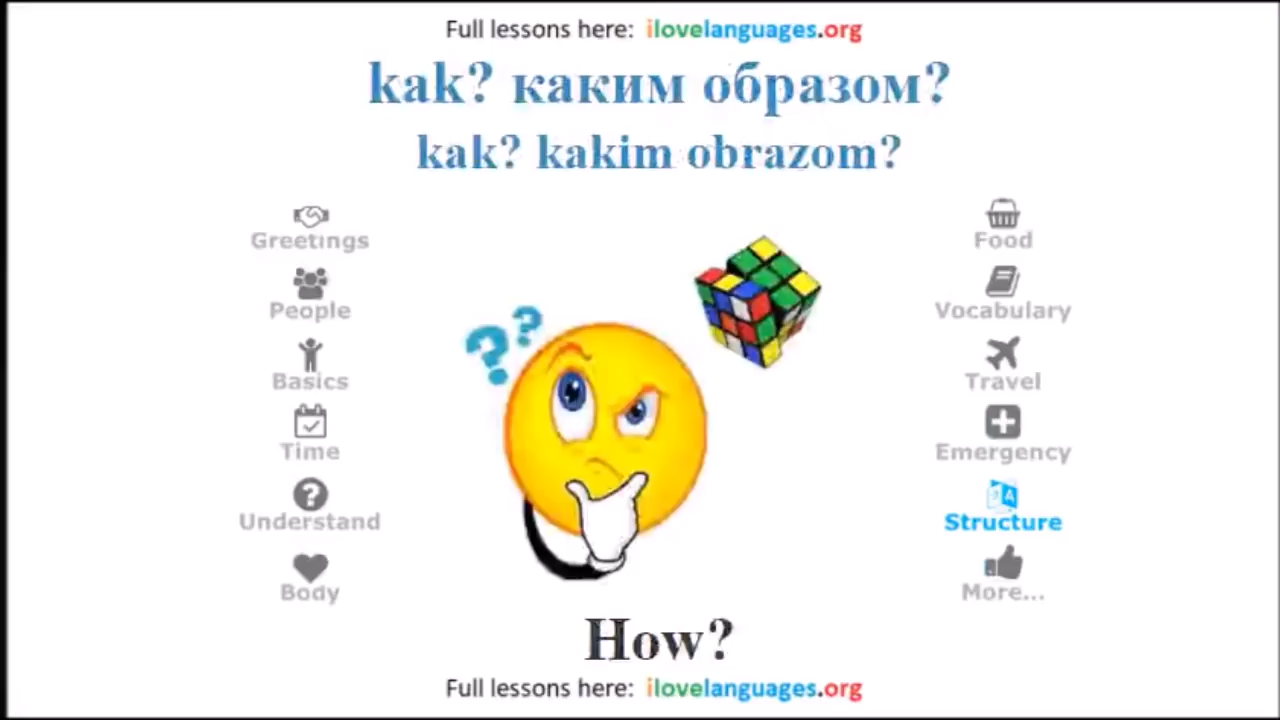 Full lessons here: ilovelanguages.org
kak? каким образом?
kak? kakim obrazom?
Greetings
People
Basics
Time
Understand
Body
Food
Vocabulary
Travel
Emergency
Structure
More...
How?
Full lessons here: ilovelanguages.org